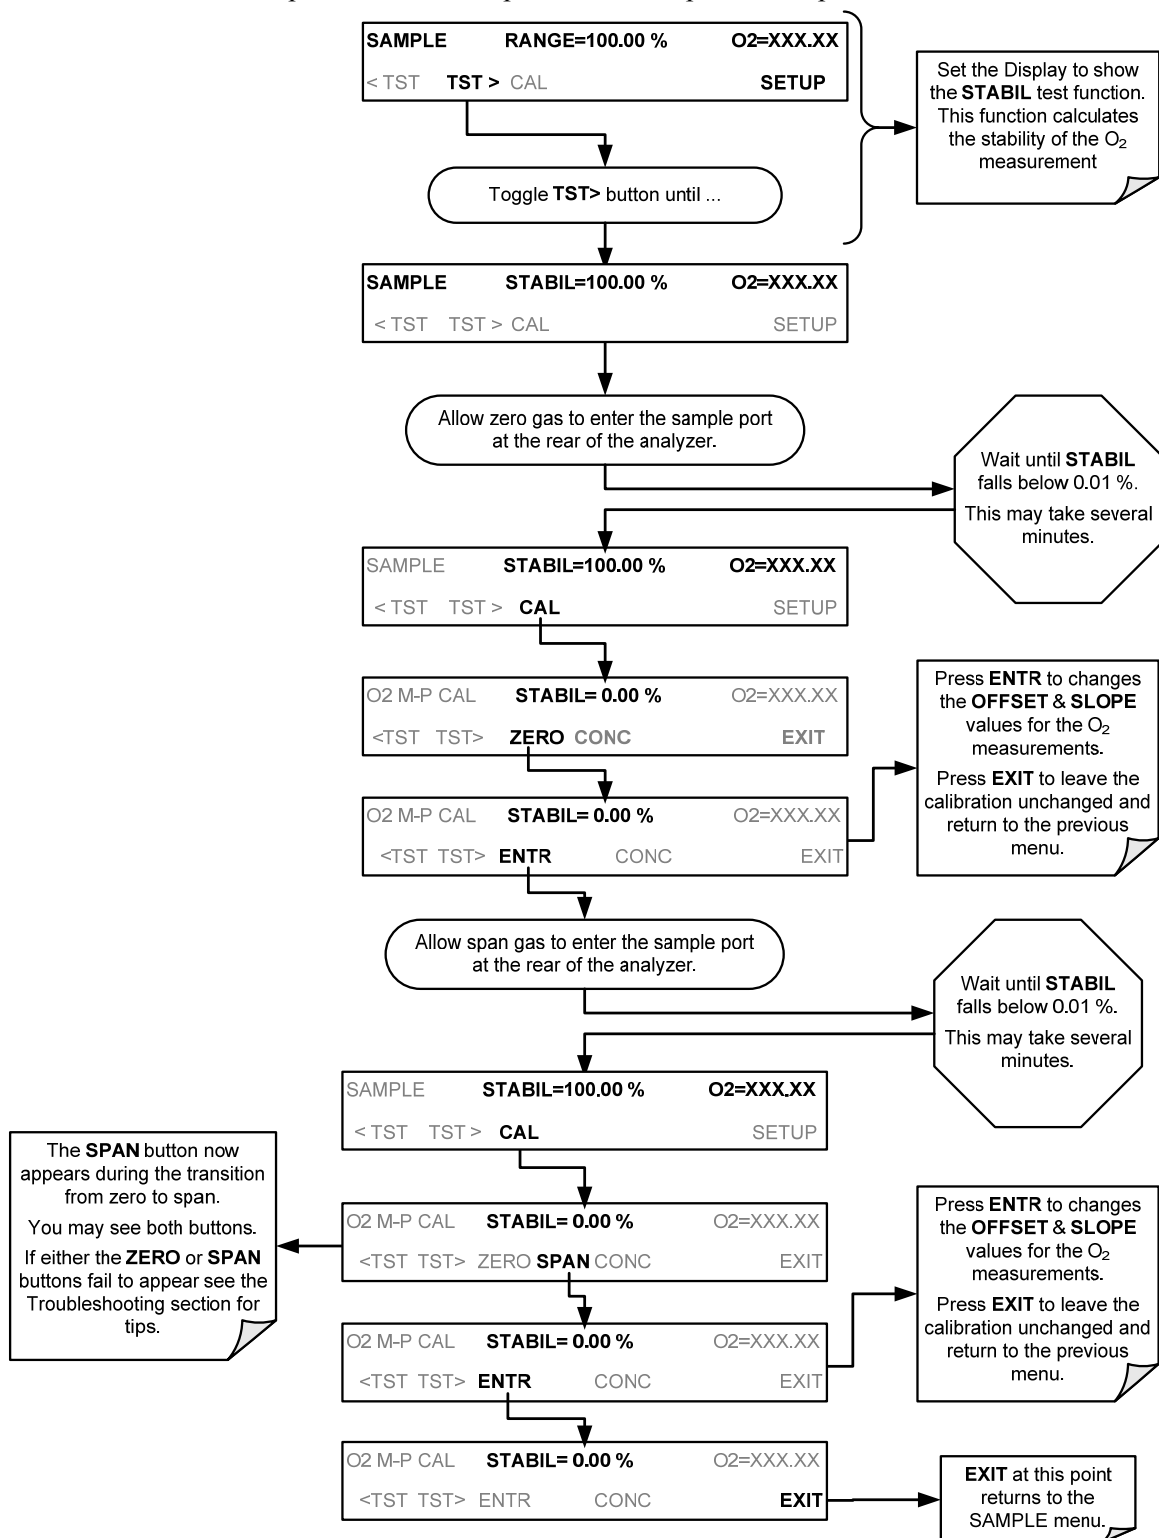 SAMPLE RANGE=100.00 % O2=XXX.XX
< TST TST > CAL SETUP
Set the Display to show
the STABIL test function.
This function calculates
the stability of the O2
measurement
Toggle TST> button until ...
SAMPLE STABIL=100.00 % O2=XXX.XX
< TST TST > CAL SETUP
Allow zero gas to enter the sample port
at the rear of the analyzer.
Wait until STABIL
falls below 0.01 %.
This may take several
minutes.
SAMPLE STABIL=100.00 % O2=XXX.XX
< TST TST > CAL SETUP
O2 M-P CAL STABIL= 0.00 % O2=XXX.XX
<TST TST> ZERO CONC EXIT
O2 M-P CAL STABIL= 0.00 % O2=XXX.XX
<TST TST> ENTR CONC EXIT
Press ENTR to changes
the OFFSET & SLOPE
values for the O2
measurements.
Press EXIT to leave the
calibration unchanged and
return to the previous
menu.
Allow span gas to enter the sample port
at the rear of the analyzer.
Wait until STABIL
falls below 0.01 %.
This may take several
minutes.
SAMPLE STABIL=100.00 % O2=XXX.XX
< TST TST > CAL SETUP
The SPAN button now
appears during the transition
from zero to span.
You may see both buttons.
If either the ZERO or SPAN
buttons fail to appear see the
Troubleshooting section for
tips.
O2 M-P CAL STABIL= 0.00 % O2=XXX.XX
<TST TST> ZERO SPAN CONC EXIT
O2 M-P CAL STABIL= 0.00 % O2=XXX.XX
<TST TST> ENTR CONC EXIT
Press ENTR to changes
the OFFSET & SLOPE
values for the O2
measurements.
Press EXIT to leave the
calibration unchanged and
return to the previous
menu.
O2 M-P CAL STABIL= 0.00 % O2=XXX.XX
<TST TST> ENTR CONC EXIT
EXIT at this point
returns to the
SAMPLE menu.